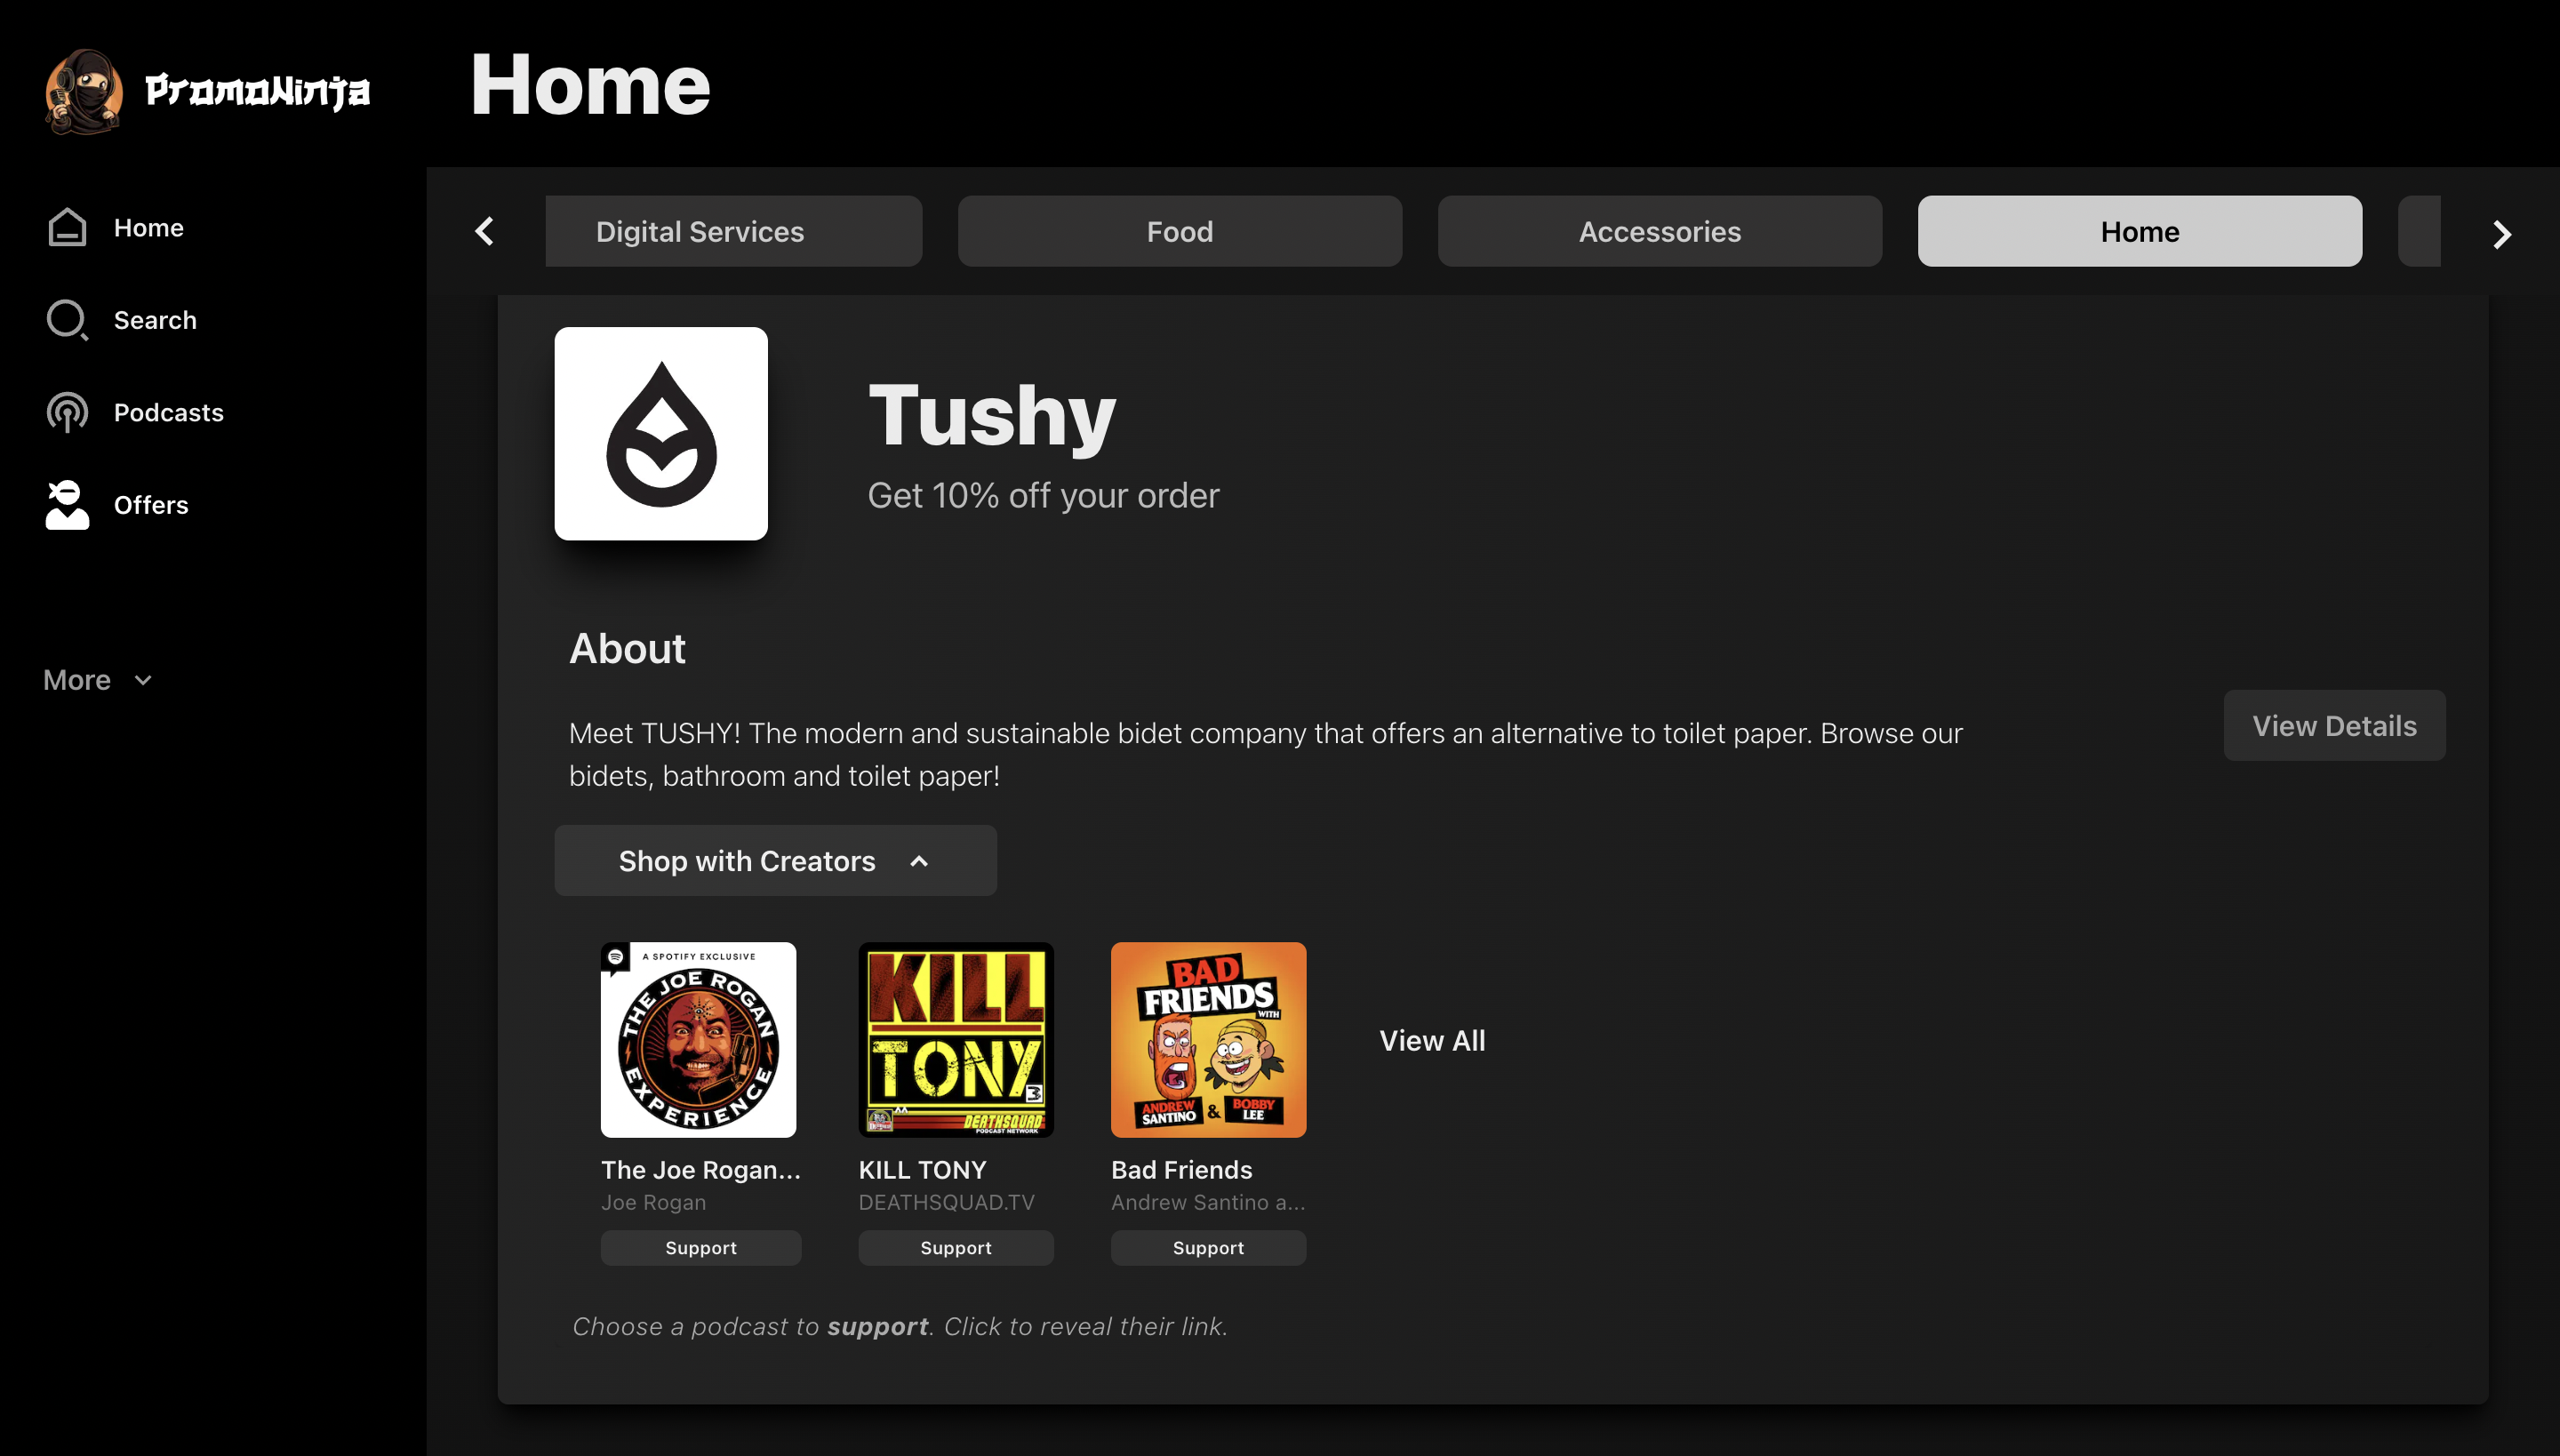 PromoNinja
Home
Search
Podcasts
Offers
More
Home
Digital Services
Food
Accessories
Home
Tushy
Get 10% off your order
About
Meet TUSHY! The modern and sustainable bidet company that offers an alternative to toilet paper. Browse our
bidets, bathroom and toilet paper!
View Details
Shop with Creators
A SPOTIFY EXCLUSIVE
THE JOE ROGAN
EXPERIENCE
The Joe Rogan...
Joe Rogan
Support
KILL
TONY
3
DEATHSQUAD
PODCAST NETWORK
KILL TONY
DEATHSQUAD.TV
Support
BAD
FRIENDS
WITH
ANDREW
SANTINO
&
BOBBY
LEE
Bad Friends
Andrew Santino a...
Support
View All
Choose a podcast to support. Click to reveal their link.